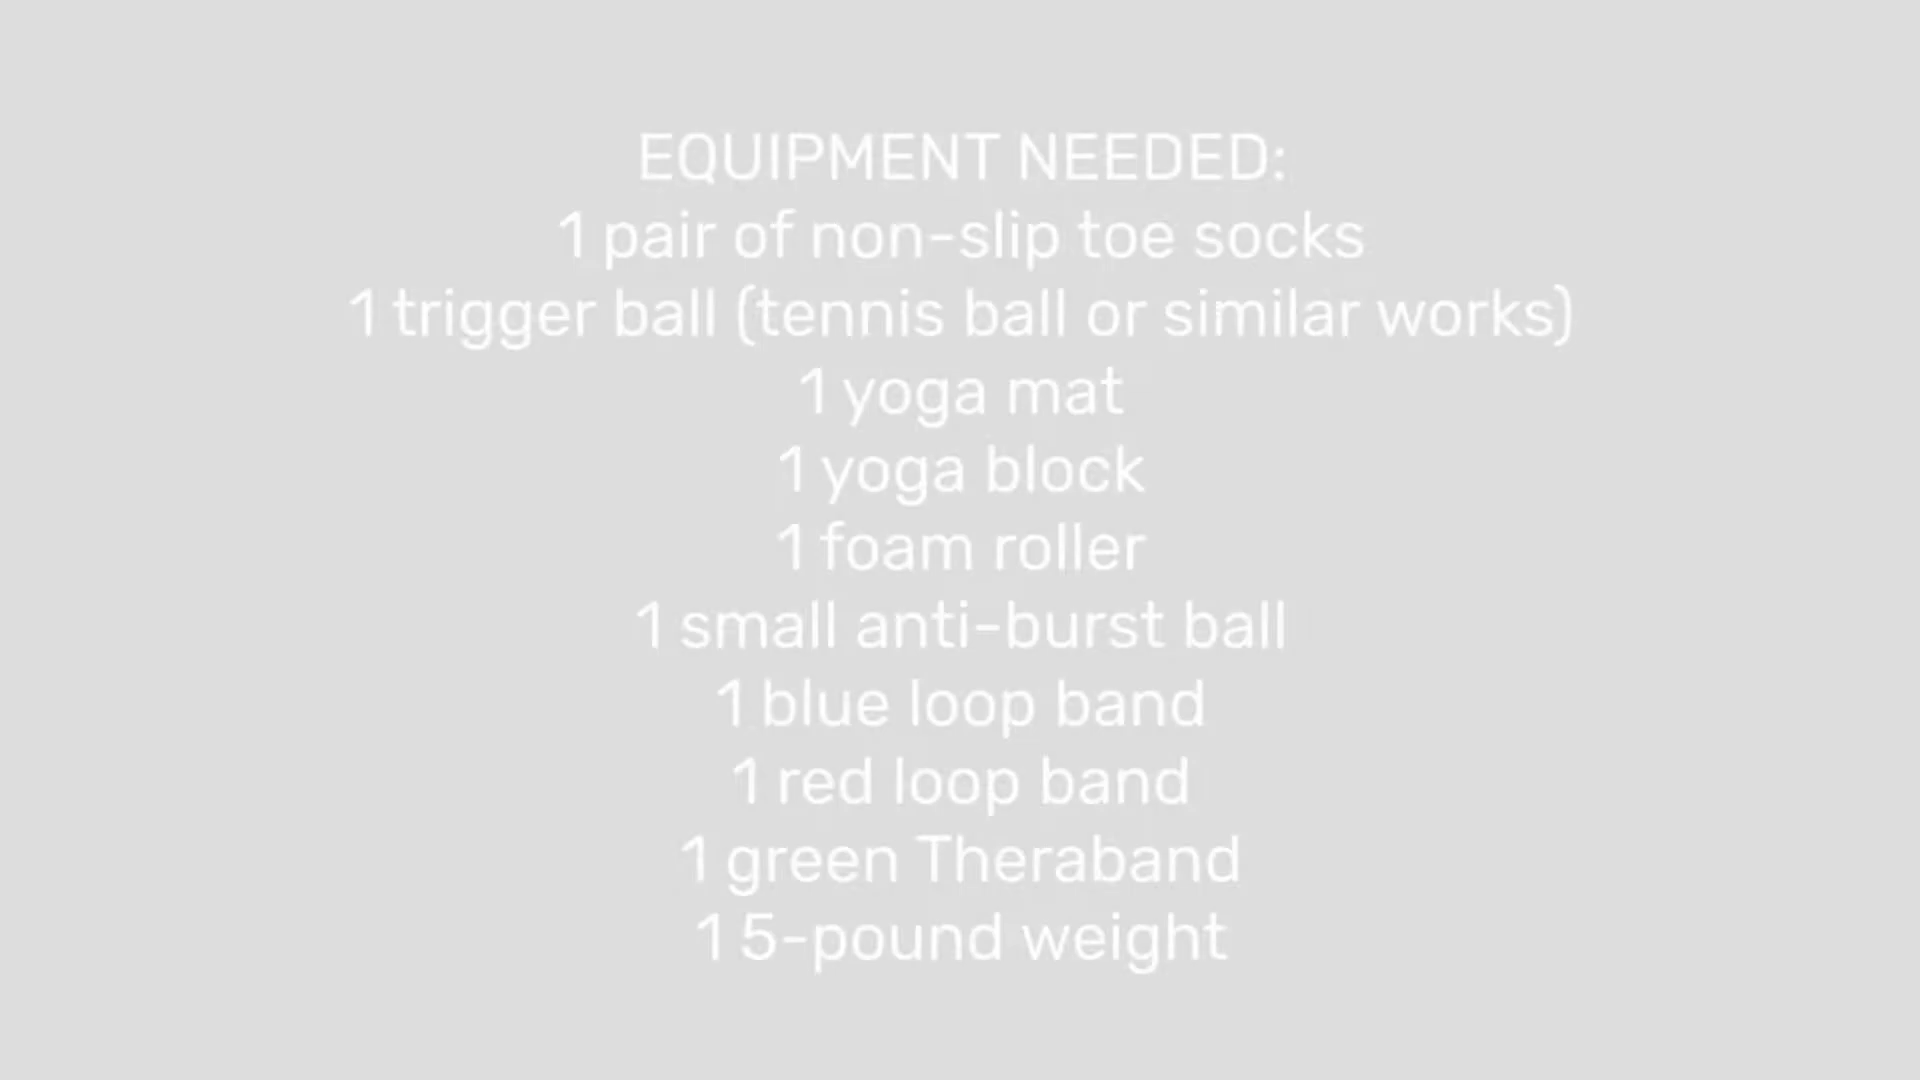 EQUIPMENT NEEDED:
1 pair of non-slip toe socks
1 trigger ball (tennis ball or similar works)
1 yoga mat
1 yoga block
1 foam roller
1 small anti-burst ball
1 blue loop band
1 red loop band
1 green Theraband
1 5-pound weight